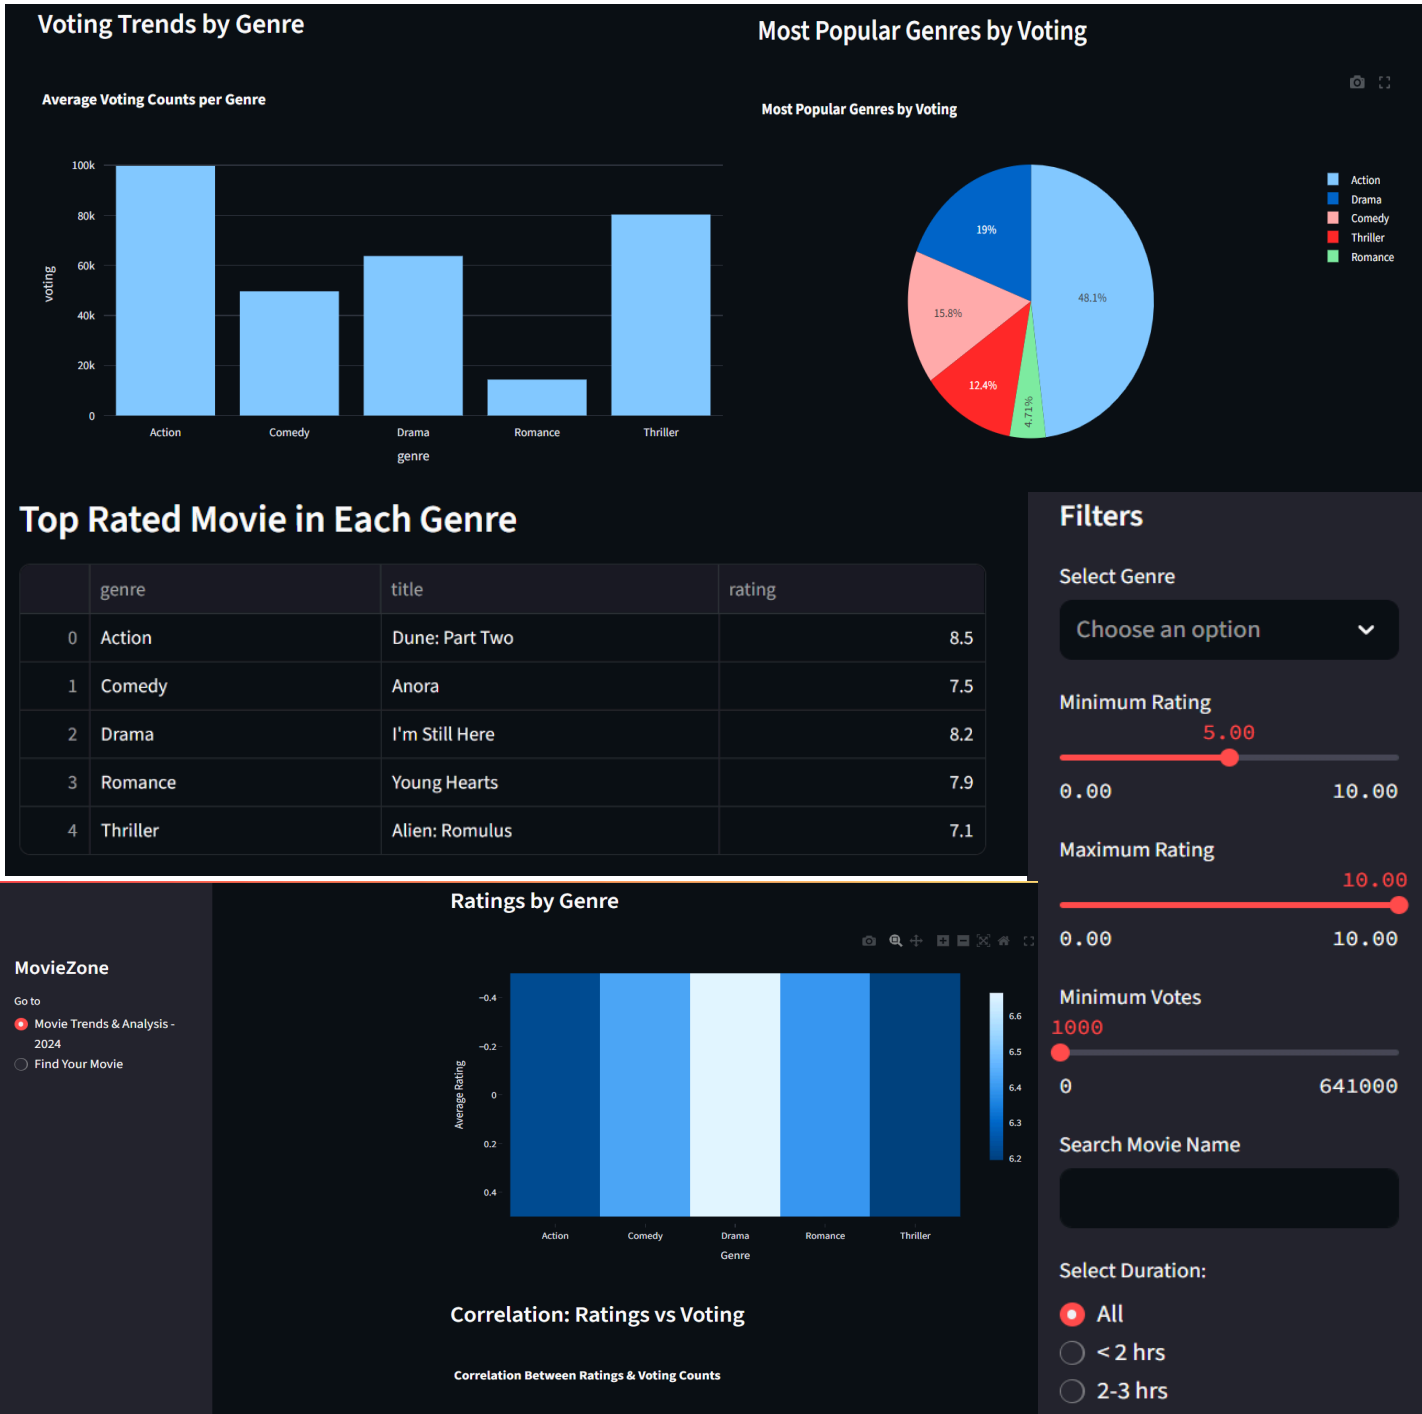 Voting Trends by Genre
Average Voting Counts per Genre
100k
80k
60k
40k
20k
0
voting
Action Comedy Drama Romance Thriller
genre
Most Popular Genres by Voting
Most Popular Genres by Voting
19%
48.1%
15.8%
12.4%
4.71%
Action
Drama
Comedy
Thriller
Romance
Top Rated Movie in Each Genre
genre title rating
0 Action Dune: Part Two 8.5
1 Comedy Anora 7.5
2 Drama I'm Still Here 8.2
3 Romance Young Hearts 7.9
4 Thriller Alien: Romulus 7.1
Filters
Select Genre
Choose an option
Minimum Rating
5.00
0.00 10.00
Maximum Rating
10.00
0.00 10.00
Minimum Votes
1000
0 641000
Search Movie Name
Select Duration:
All
< 2 hrs
2-3 hrs
MovieZone
Go to
Movie Trends & Analysis -
2024
Find Your Movie
Ratings by Genre
−0.4
−0.2
0
0.2
0.4
Average Rating
Action Comedy Drama Romance Thriller
Genre
6.6
6.5
6.4
6.3
6.2
Correlation: Ratings vs Voting
Correlation Between Ratings & Voting Counts